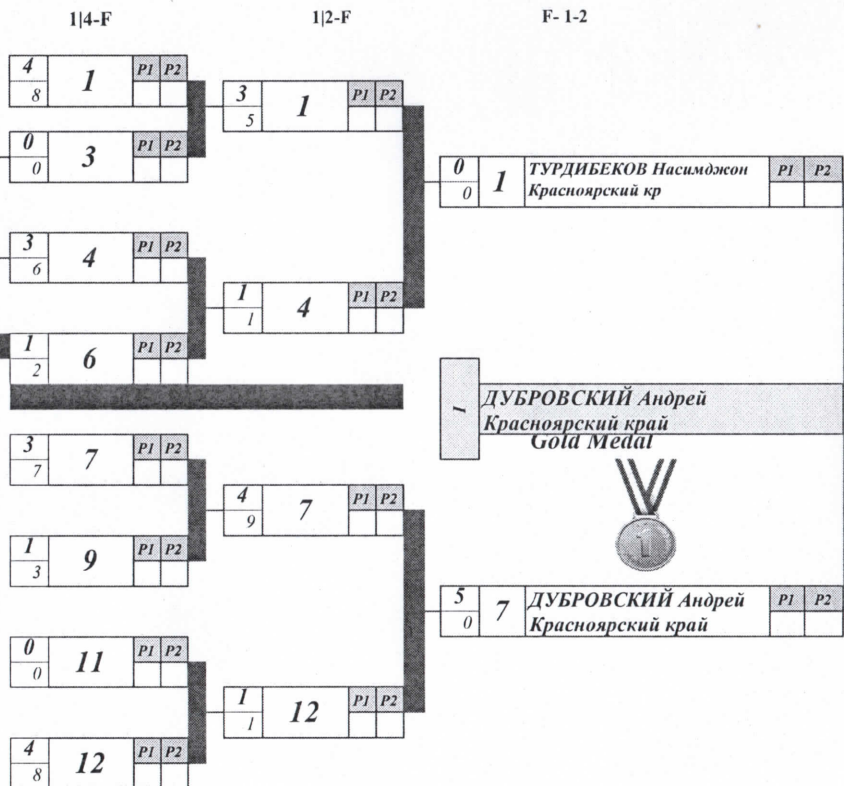 1|4-F 1|2-F F- 1-2
4 1 P1 P2
8
3 1 P1 P2
5
0 3 P1 P2
0
0 1 ТУРДИБЕКОВ Насимджон P1 P2
0 Красноярский кр
3 4 P1 P2
6
1 4 P1 P2
1
1 6 P1 P2
2
1 ДУБРОВСКИЙ Андрей
Красноярский край
Gold Medal
3 7 P1 P2
7
4 7 P1 P2
9
1
1 9 P1 P2
3
5 7 ДУБРОВСКИЙ Андрей P1 P2
0 Красноярский край
0 11 P1 P2
0
1 12 P1 P2
1
4 12 P1 P2
8